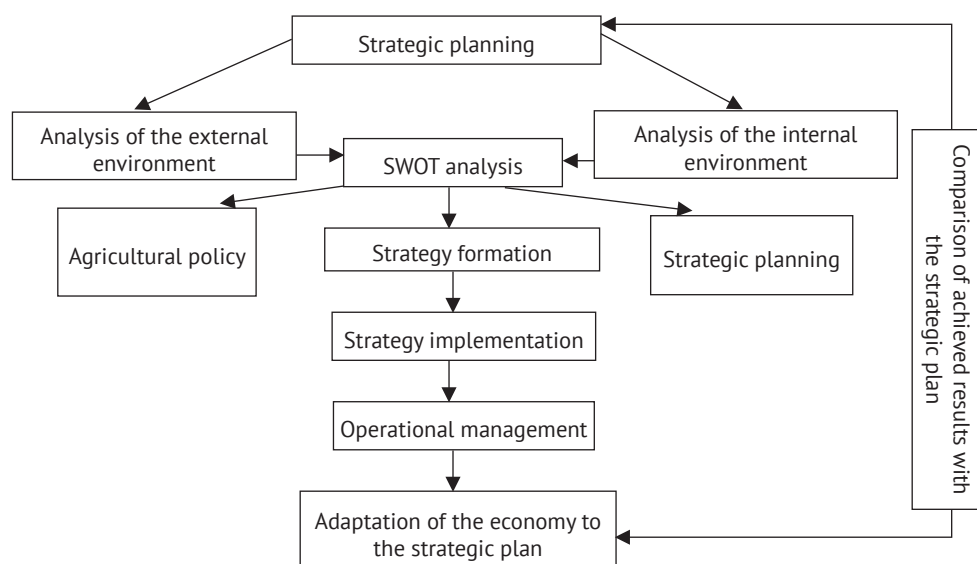 Strategic planning
Analysis of the external
environment
Analysis of the internal
environment
SWOT analysis
Agricultural policy
Strategy formation
Strategic planning
Strategy implementation
Operational management
Adaptation of the economy to
the strategic plan
Comparison of achieved results with
the strategic plan